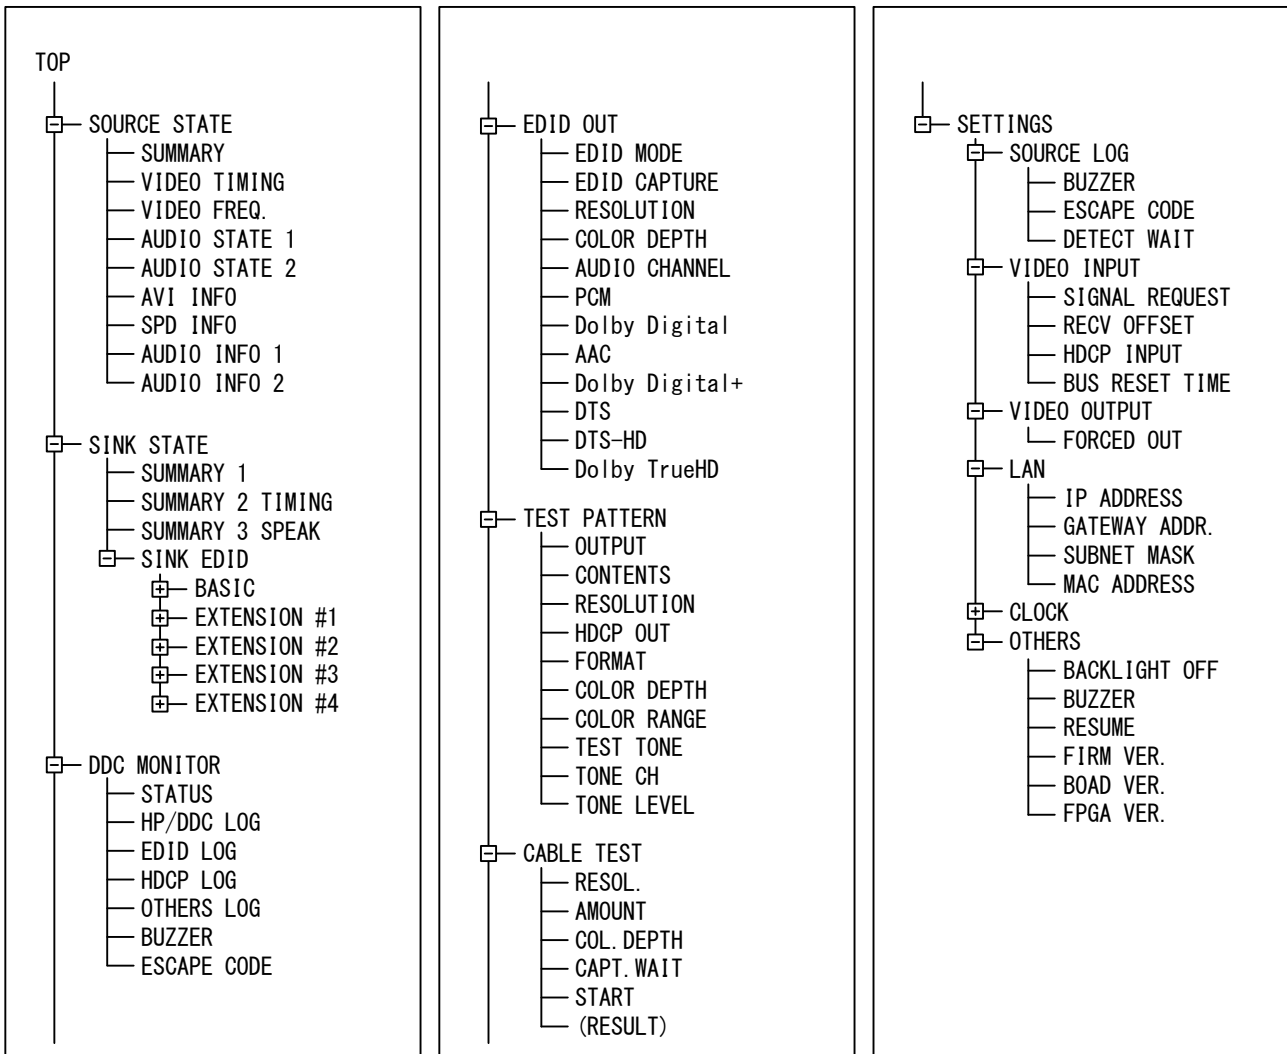 TOP
SOURCE STATE
SUMMARY
VIDEO TIMING
VIDEO FREQ.
AUDIO STATE 1
AUDIO STATE 2
AVI INFO
SPD INFO
AUDIO INFO 1
AUDIO INFO 2
SINK STATE
SUMMARY 1
SUMMARY 2 TIMING
SUMMARY 3 SPEAK
SINK EDID
BASIC
EXTENSION #1
EXTENSION #2
EXTENSION #3
EXTENSION #4
DDC MONITOR
STATUS
HP/DDC LOG
EDID LOG
HDCP LOG
OTHERS LOG
BUZZER
ESCAPE CODE
EDID OUT
EDID MODE
EDID CAPTURE
RESOLUTION
COLOR DEPTH
AUDIO CHANNEL
PCM
Dolby Digital
AAC
Dolby Digital+
DTS
DTS-HD
Dolby TrueHD
TEST PATTERN
OUTPUT
CONTENTS
RESOLUTION
HDCP OUT
FORMAT
COLOR DEPTH
COLOR RANGE
TEST TONE
TONE CH
TONE LEVEL
CABLE TEST
RESOL.
AMOUNT
COL.DEPTH
CAPT.WAIT
START
(RESULT)
SETTINGS
SOURCE LOG
BUZZER
ESCAPE CODE
DETECT WAIT
VIDEO INPUT
SIGNAL REQUEST
RECV OFFSET
HDCP INPUT
BUS RESET TIME
VIDEO OUTPUT
FORCED OUT
LAN
IP ADDRESS
GATEWAY ADDR.
SUBNET MASK
MAC ADDRESS
CLOCK
OTHERS
BACKLIGHT OFF
BUZZER
RESUME
FIRM VER.
BOAD VER.
FPGA VER.